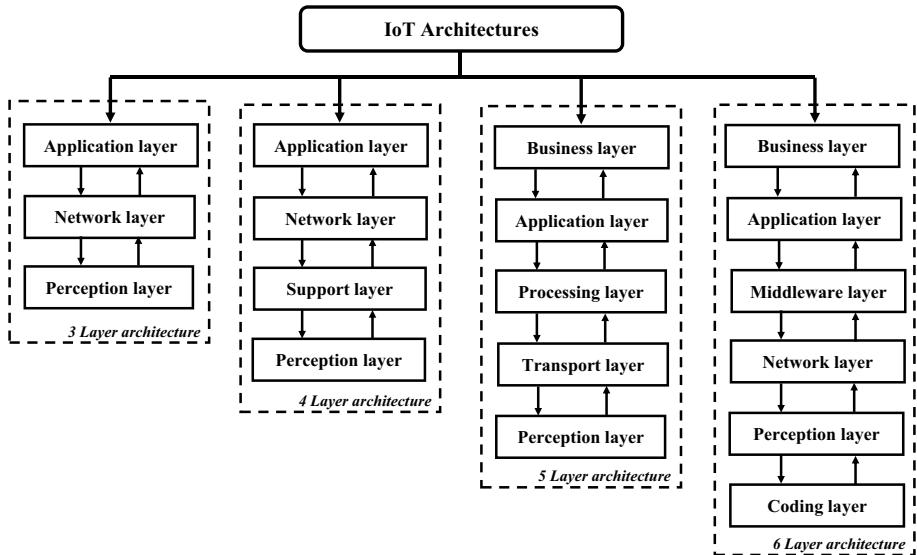 IoT Architectures
Application layer
Network layer
Perception layer
3 Layer architecture
Application layer
Network layer
Support layer
Perception layer
4 Layer architecture
Business layer
Application layer
Processing layer
Transport layer
Perception layer
5 Layer architecture
Business layer
Application layer
Middleware layer
Network layer
Perception layer
Coding layer
6 Layer architecture